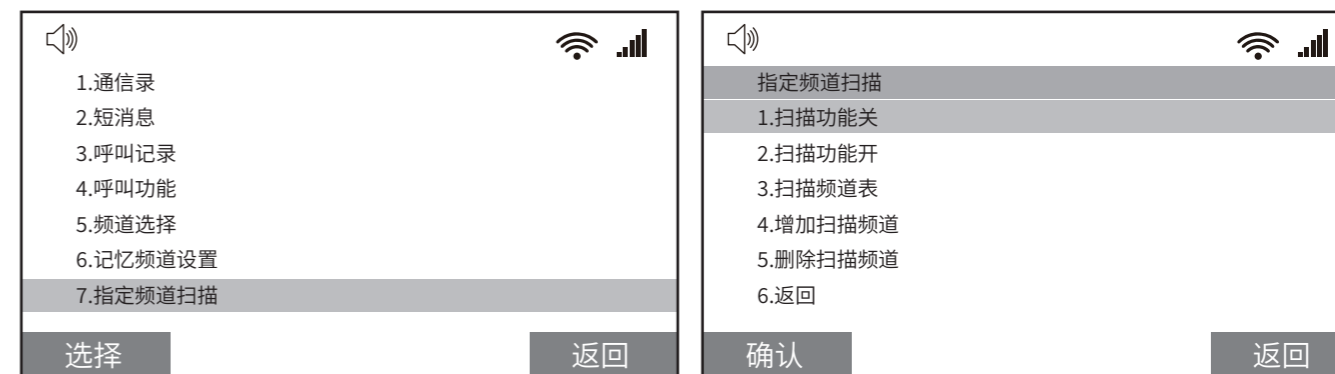 1.通信录
2.短消息
3.呼叫记录
4.呼叫功能
5.频道选择
6.记忆频道设置
7.指定频道扫描
选择
返回
指定频道扫描
1.扫描功能关
2.扫描功能开
3.扫描频道表
4.增加扫描频道
5.删除扫描频道
6.返回
确认
返回